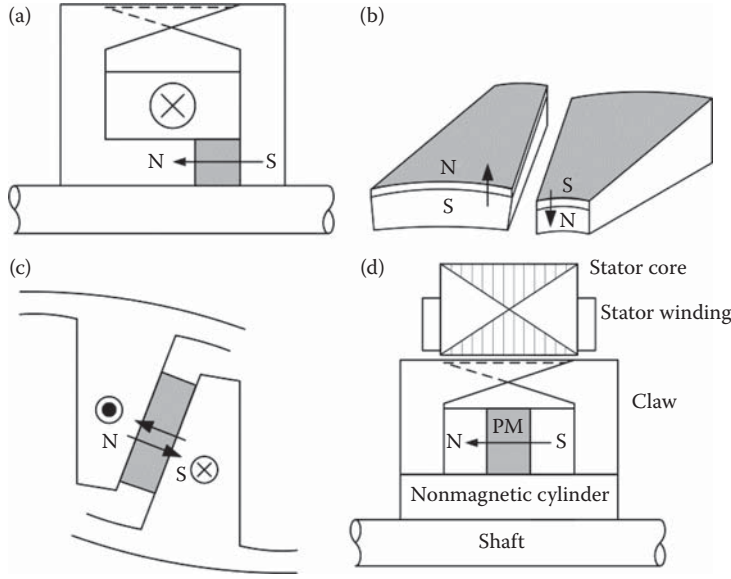 (a)
N S
(b)
N
S
S
N
(c)
N
S
(d)
Stator core
Stator winding
Claw
PM
N S
Nonmagnetic cylinder
Shaft